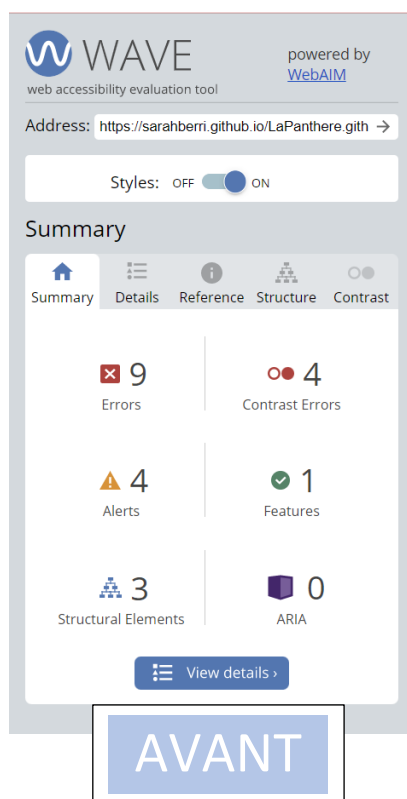 WAVE
web accessibility evaluation tool
powered by
WebAIM
Address: https://sarahberri.github.io/LaPanthere.gith
Styles: OFF ON
Summary
Summary Details Reference Structure Contrast
9 4
Errors Contrast Errors
4 1
Alerts Features
3 0
Structural Elements ARIA
View details ›
AVANT